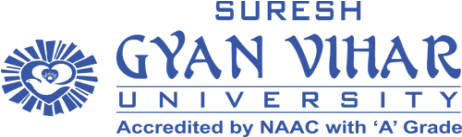 SURESH
GYAN VIHAR
UNIVERSITY
Accredited by NAAC with ‘A’ Grade